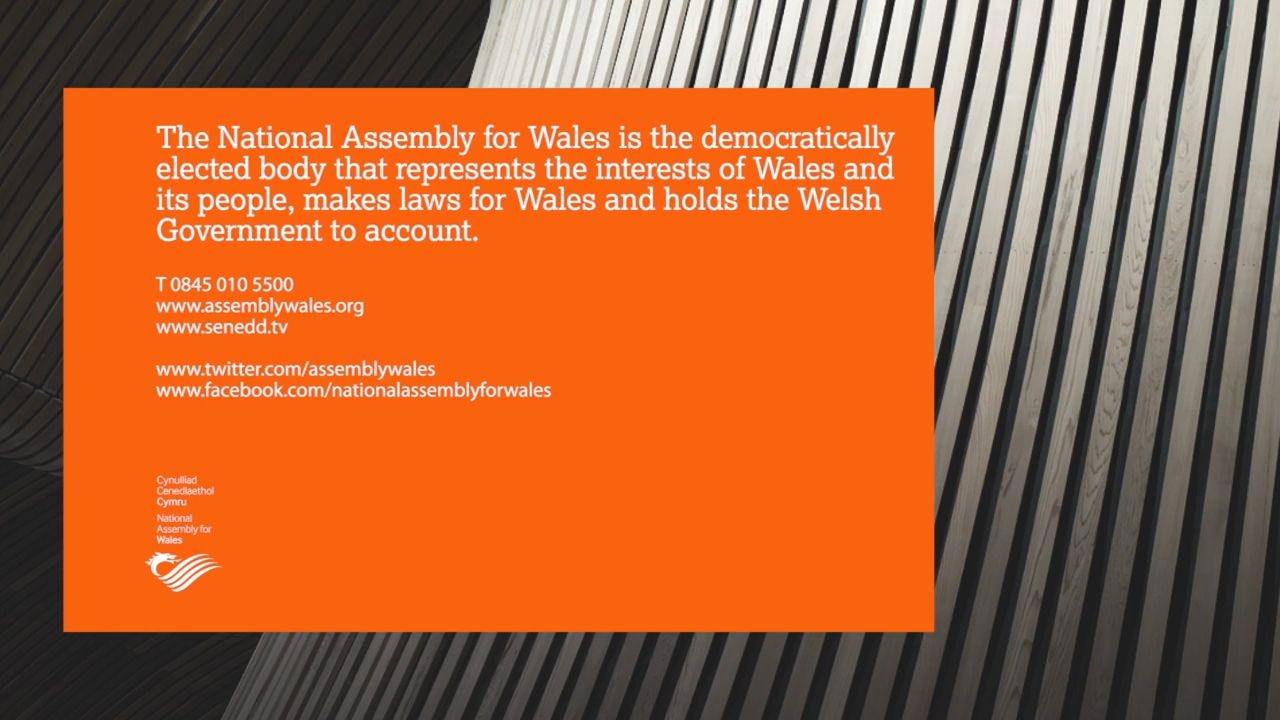 The National Assembly for Wales is the democratically
elected body that represents the interests of Wales and
its people, makes laws for Wales and holds the Welsh
Government to account.
T 0845 010 5500
www.assemblywales.org
www.senedd.tv
www.twitter.com/assemblywales
www.facebook.com/nationalassemblyforwales
Cynulliad
Cenedlaethol
Cymru
National
Assembly for
Wales